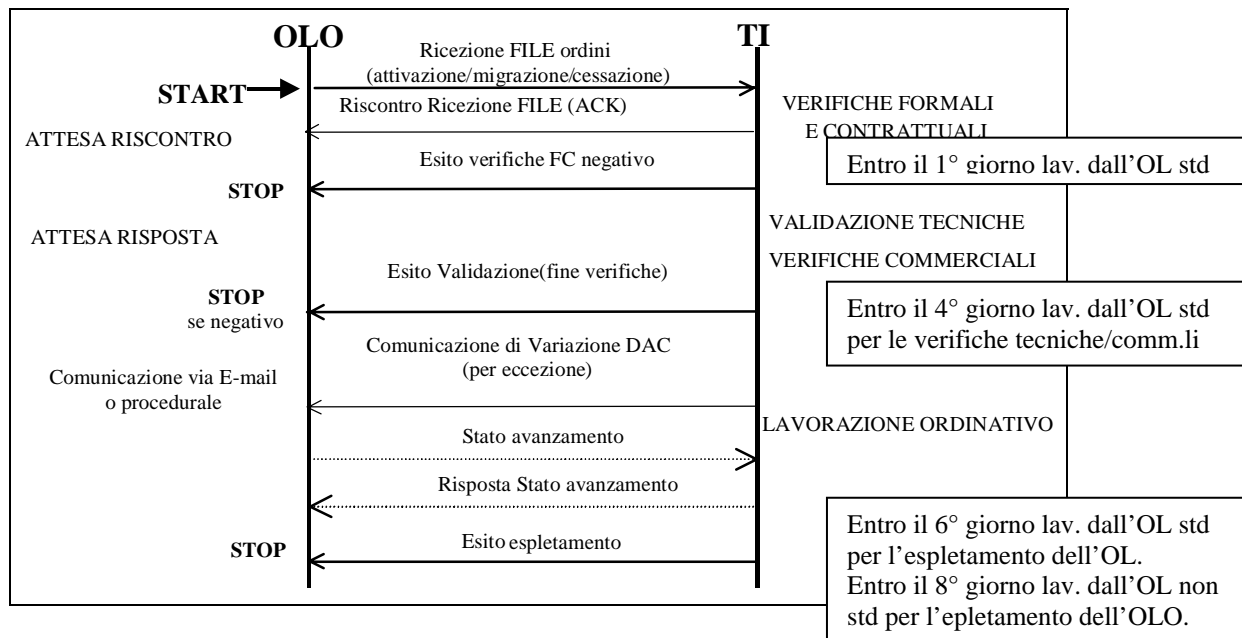 OLO
TI
Ricezione FILE ordini
(attivazione/migrazione/cessazione)
START
Riscontro Ricezione FILE (ACK)
VERIFICHE FORMALI
E CONTRATTUALI
ATTESA RISCONTRO
Esito verifiche FC negativo
Entro il 1° giorno lav. dall'OL std
STOP
VALIDAZIONE TECNICHE
ATTESA RISPOSTA
VERIFICHE COMMERCIALI
Esito Validazione(fine verifiche)
STOP
se negativo
Entro il 4° giorno lav. dall'OL std
per le verifiche tecniche/comm.li
Comunicazione di Variazione DAC
(per eccezione)
Comunicazione via E-mail
o procedurale
LAVORAZIONE ORDINATIVO
Stato avanzamento
Risposta Stato avanzamento
Esito espletamento
STOP
Entro il 6° giorno lav. dall'OL std
per l'espletamento dell'OL.
Entro il 8° giorno lav. dall'OL non
std per l'epletamento dell'OLO.